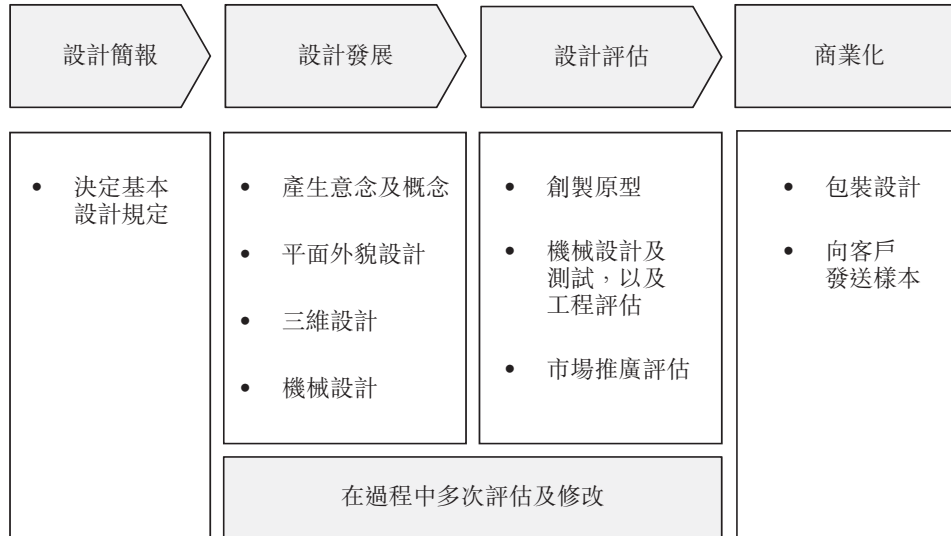 設計簡報
設計發展
設計評估
商業化
• 決定基本
設計規定
• 產生意念及概念
• 平面外貌設計
• 三維設計
• 機械設計
• 創製原型
• 機械設計及
測試，以及
工程評估
• 市場推廣評估
• 包裝設計
• 向客戶
發送樣本
在過程中多次評估及修改